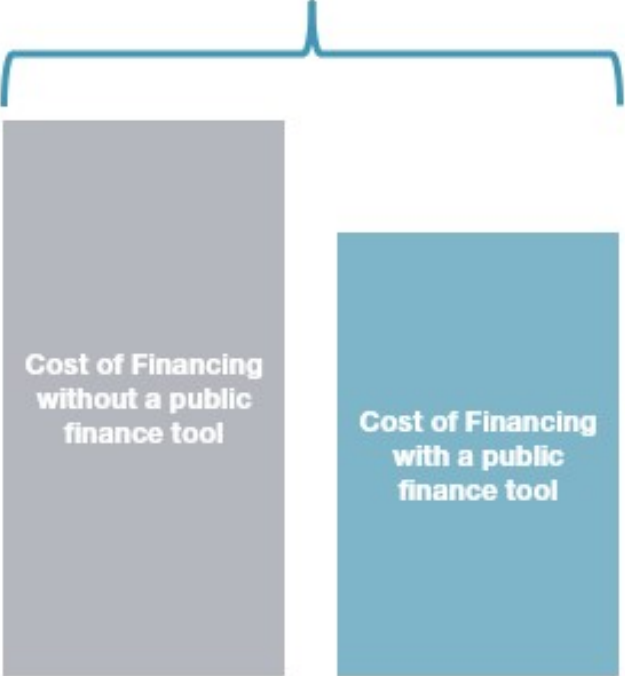 Cost of Financing
without a public
finance tool
Cost of Financing
with a public
finance tool